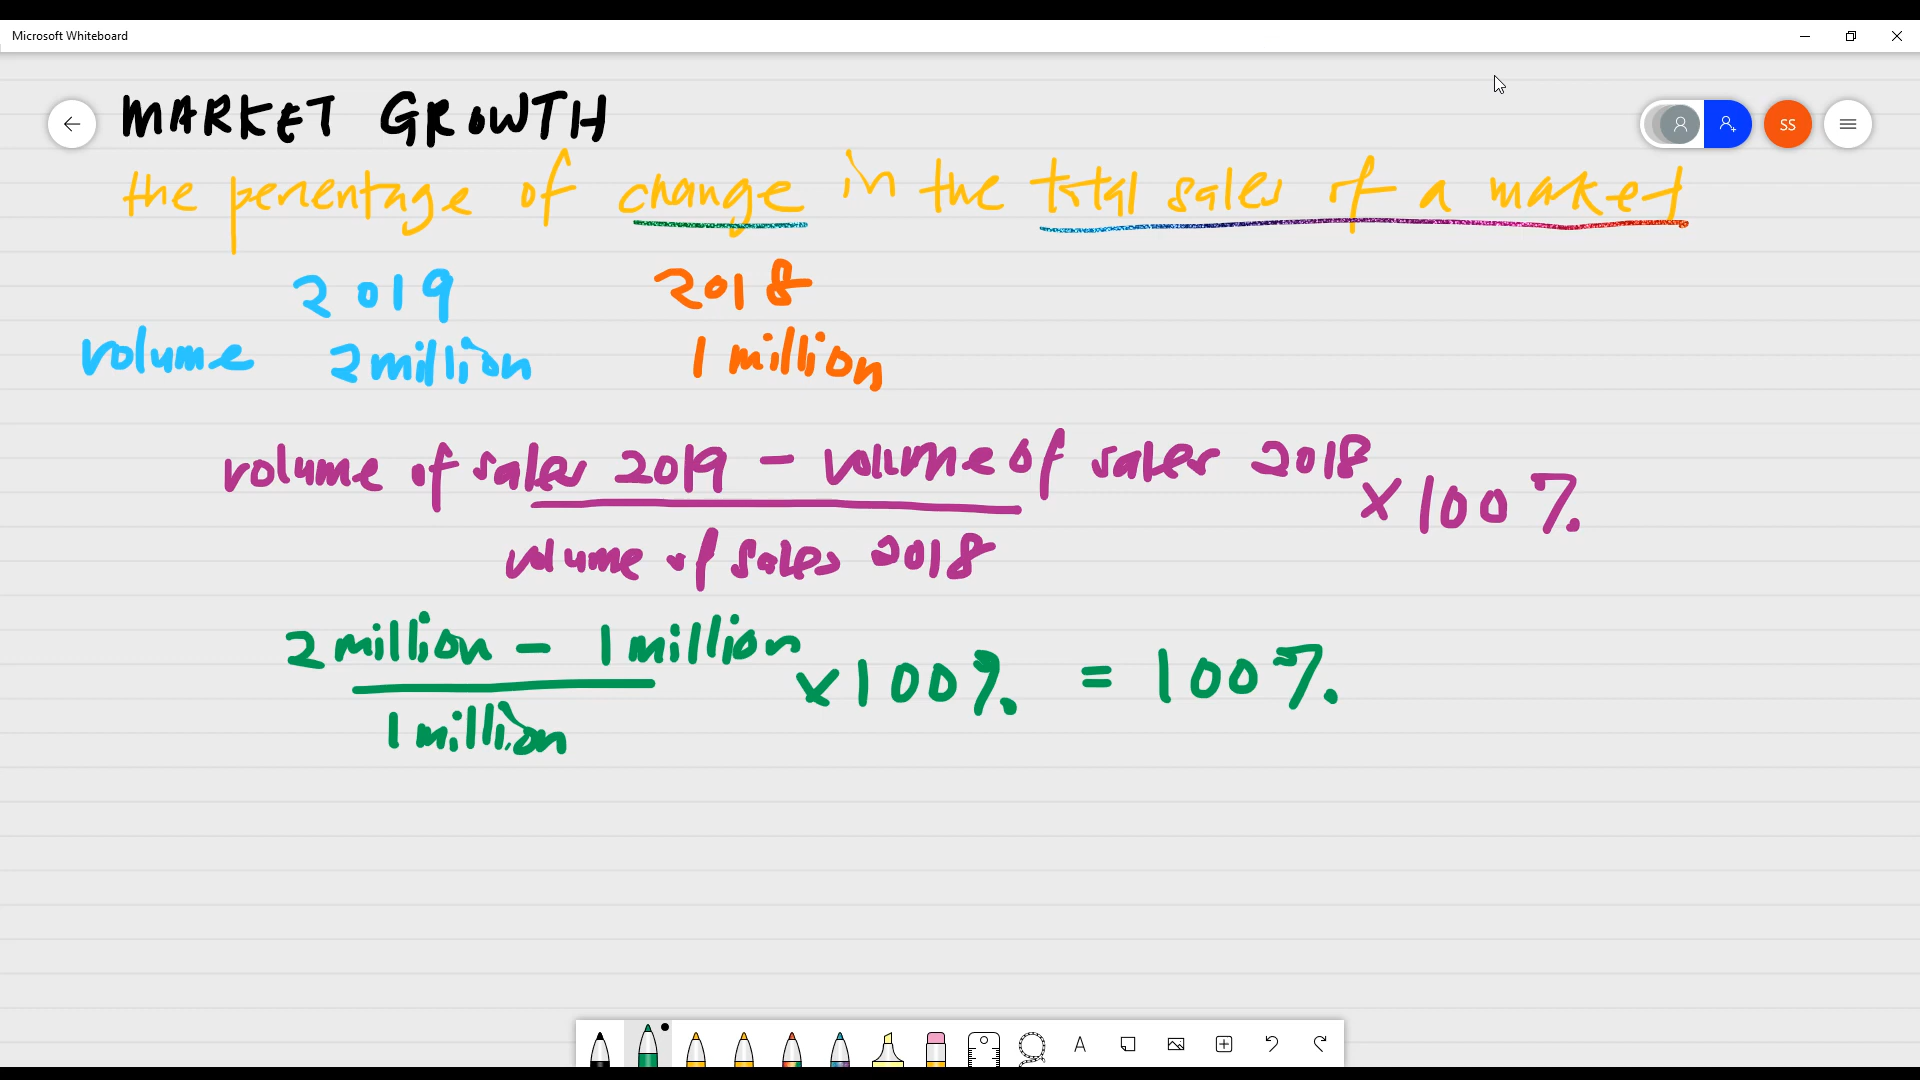 Microsoft Whiteboard
MARKET GROWTH
SS
the percentage of change in the total sales of a market
2019 2018
volume 2 million 1 million
volume of sales 2019 - volume of sales 2018
x 100%
volume of sales 2018
2 million - 1 million
x 100% = 100%
1 million
A